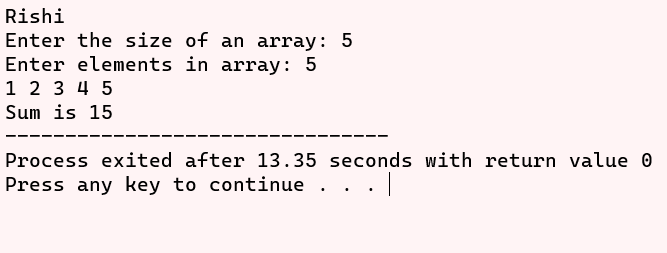 Rishi
Enter the size of an array: 5
Enter elements in array: 5
1 2 3 4 5
Sum is 15
--------------------------------
Process exited after 13.35 seconds with return value 0
Press any key to continue . . .